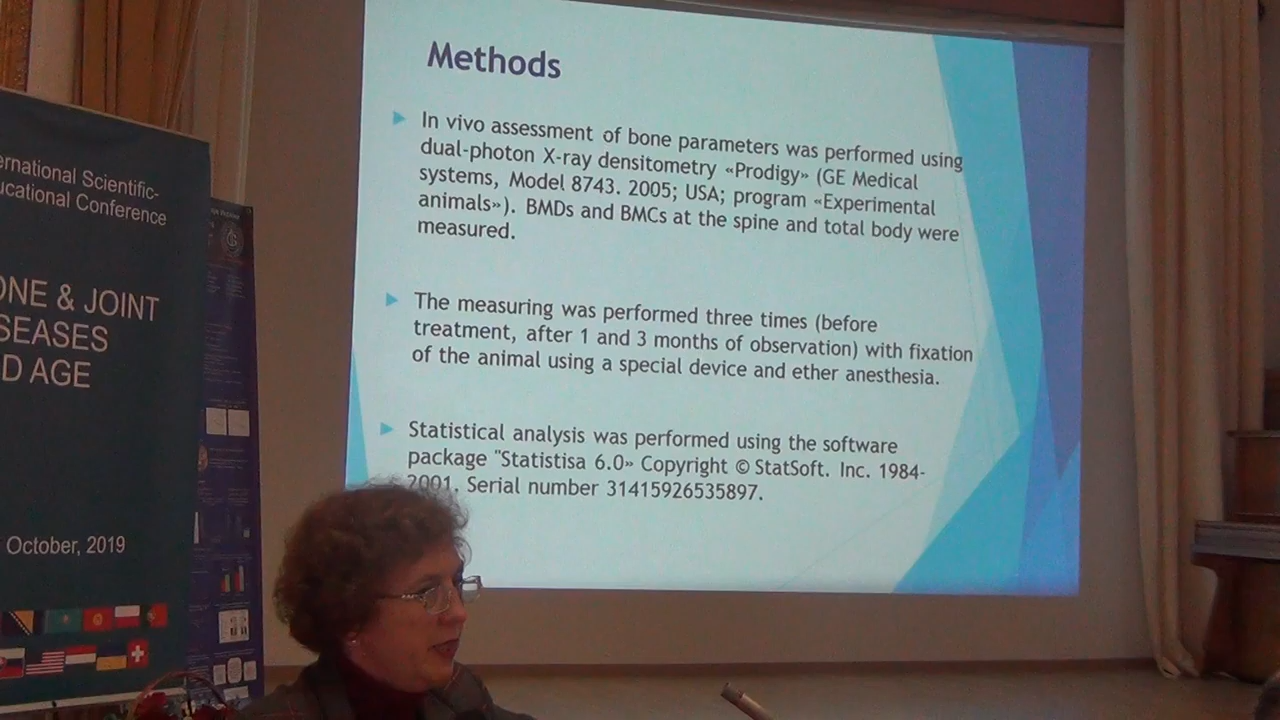 Methods
In vivo assessment of bone parameters was performed using
dual-photon X-ray densitometry «Prodigy» (GE Medical
systems, Model 8743. 2005; USA; program «Experimental
animals»). BMDs and BMCs at the spine and total body were
measured.
The measuring was performed three times (before
treatment, after 1 and 3 months of observation) with fixation
of the animal using a special device and ether anesthesia.
Statistical analysis was performed using the software
package "Statistisa 6.0» Copyright © StatSoft. Inc. 1984-
2001. Serial number 31415926535897.
ernational Scientific-
ucational Conference
ONE & JOINT
SEASES
D AGE
October, 2019